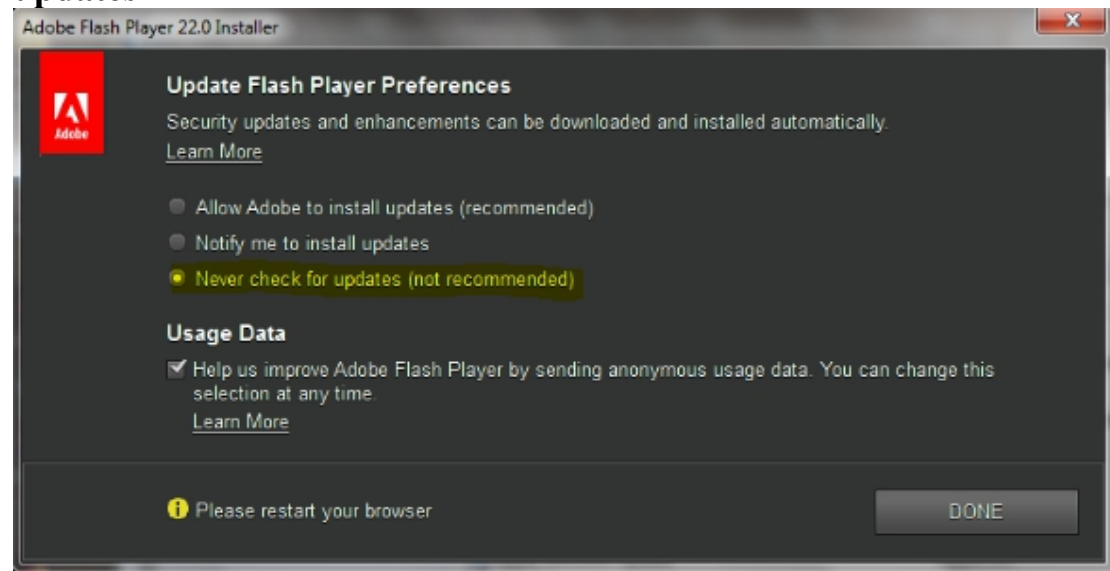 updates
Adobe Flash Player 22.0 Installer
Adobe
Update Flash Player Preferences
Security updates and enhancements can be downloaded and installed automatically.
Learn More
Allow Adobe to install updates (recommended)
Notify me to install updates
Never check for updates (not recommended)
Usage Data
Help us improve Adobe Flash Player by sending anonymous usage data. You can change this
selection at any time.
Learn More
Please restart your browser
DONE